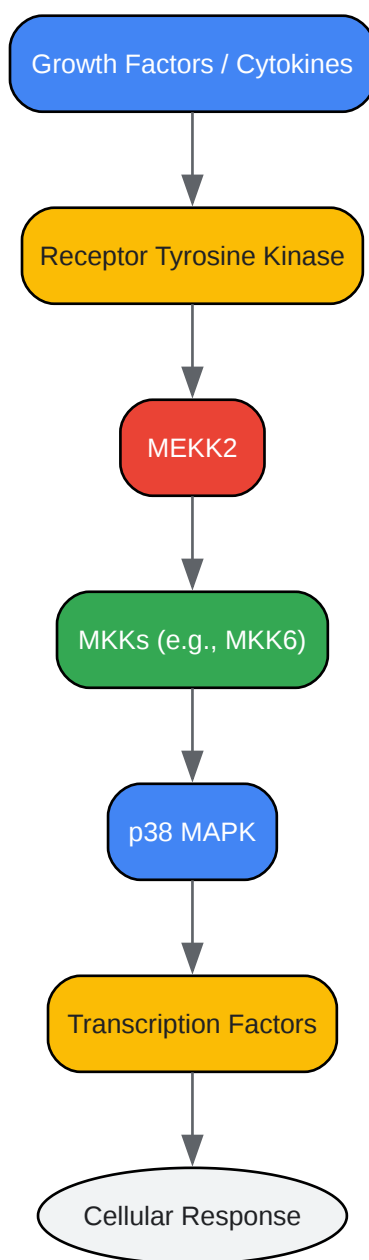 Growth Factors / Cytokines
Receptor Tyrosine Kinase
MEKK2
MKKs (e.g., MKK6)
p38 MAPK
Transcription Factors
Cellular Response